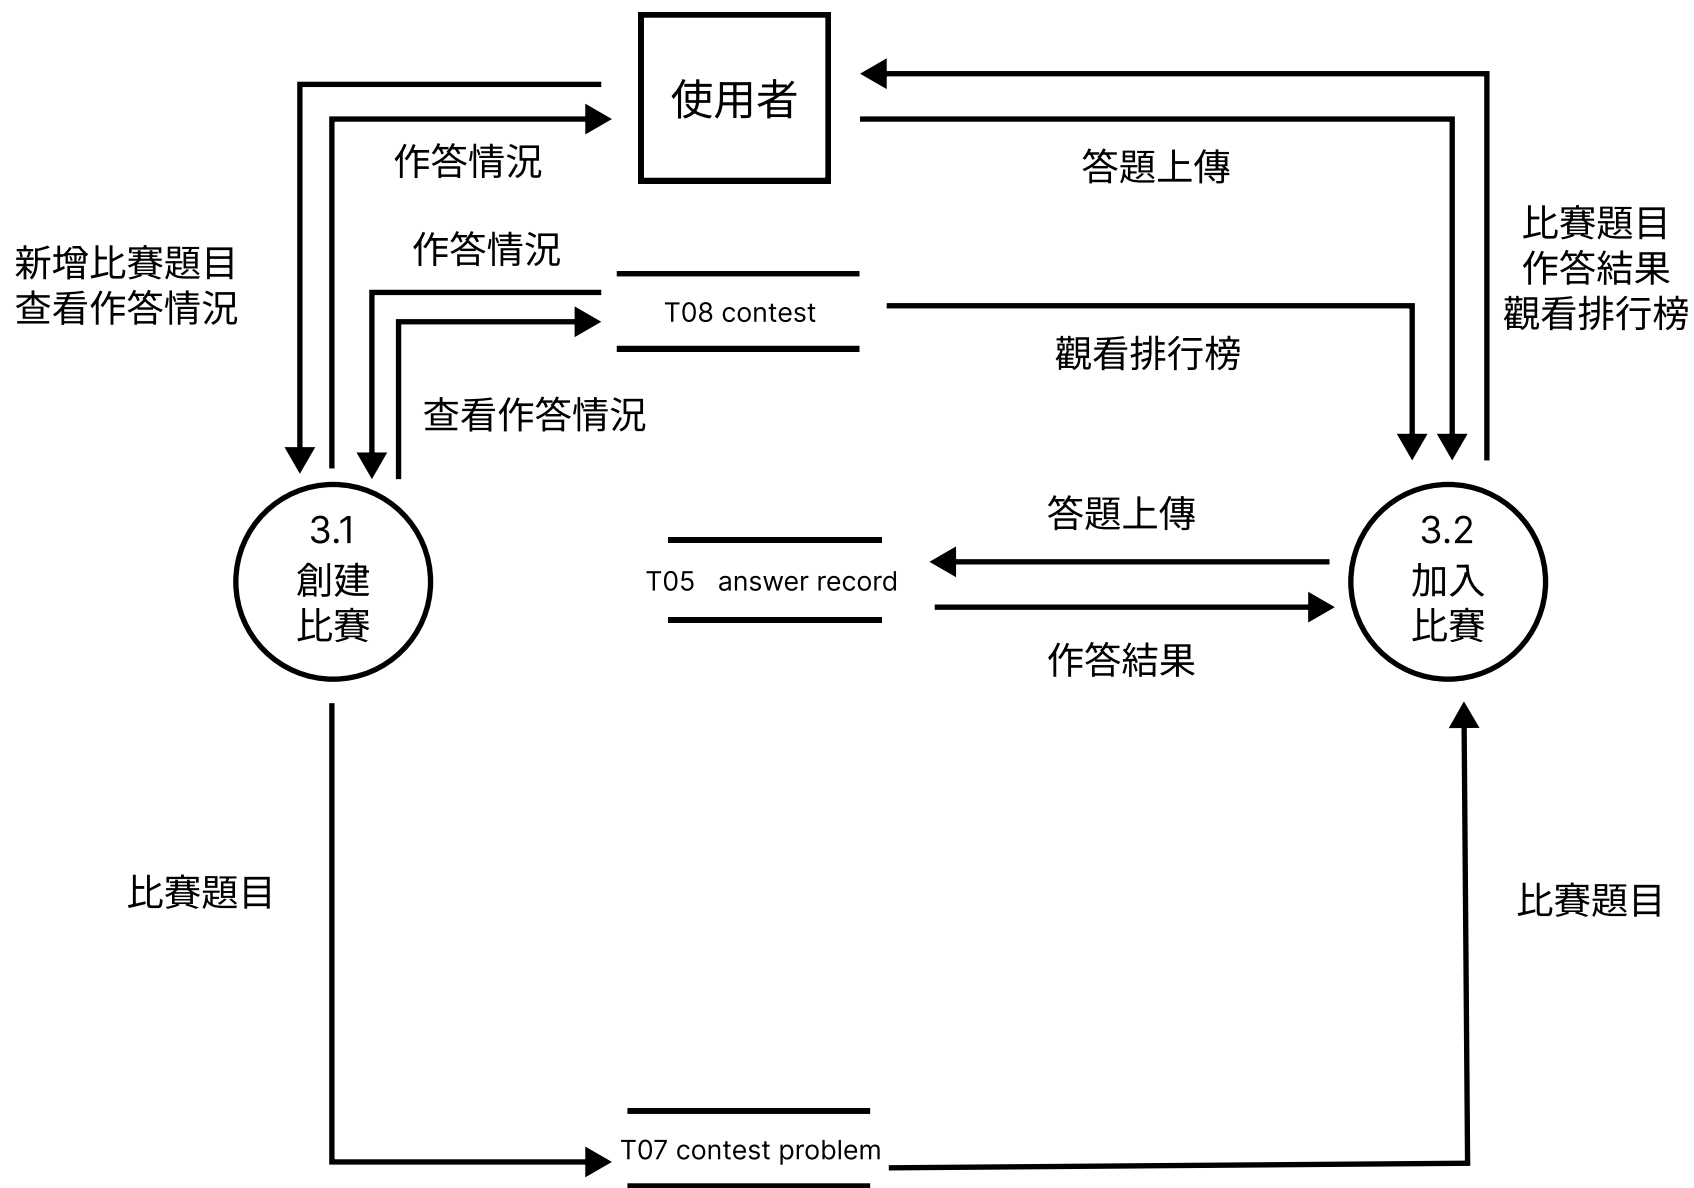 使用者
作答情況
答題上傳
新增比賽題目
查看作答情況
比賽題目
作答結果
觀看排行榜
作答情況
T08 contest
觀看排行榜
查看作答情況
3.1
創建
比賽
答題上傳
T05 answer record
作答結果
3.2
加入
比賽
比賽題目
比賽題目
T07 contest problem